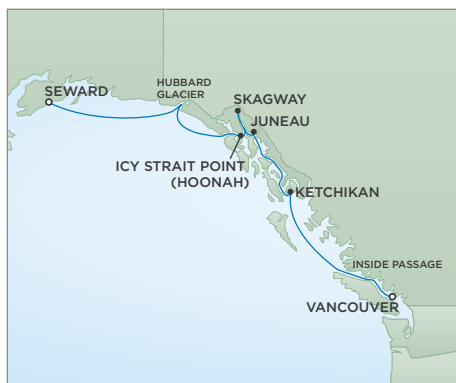 SEWARD
HUBBARD
GLACIER
SKAGWAY
JUNEAU
ICY STRAIT POINT
(HOONAH)
KETCHIKAN
INSIDE PASSAGE
VANCOUVER